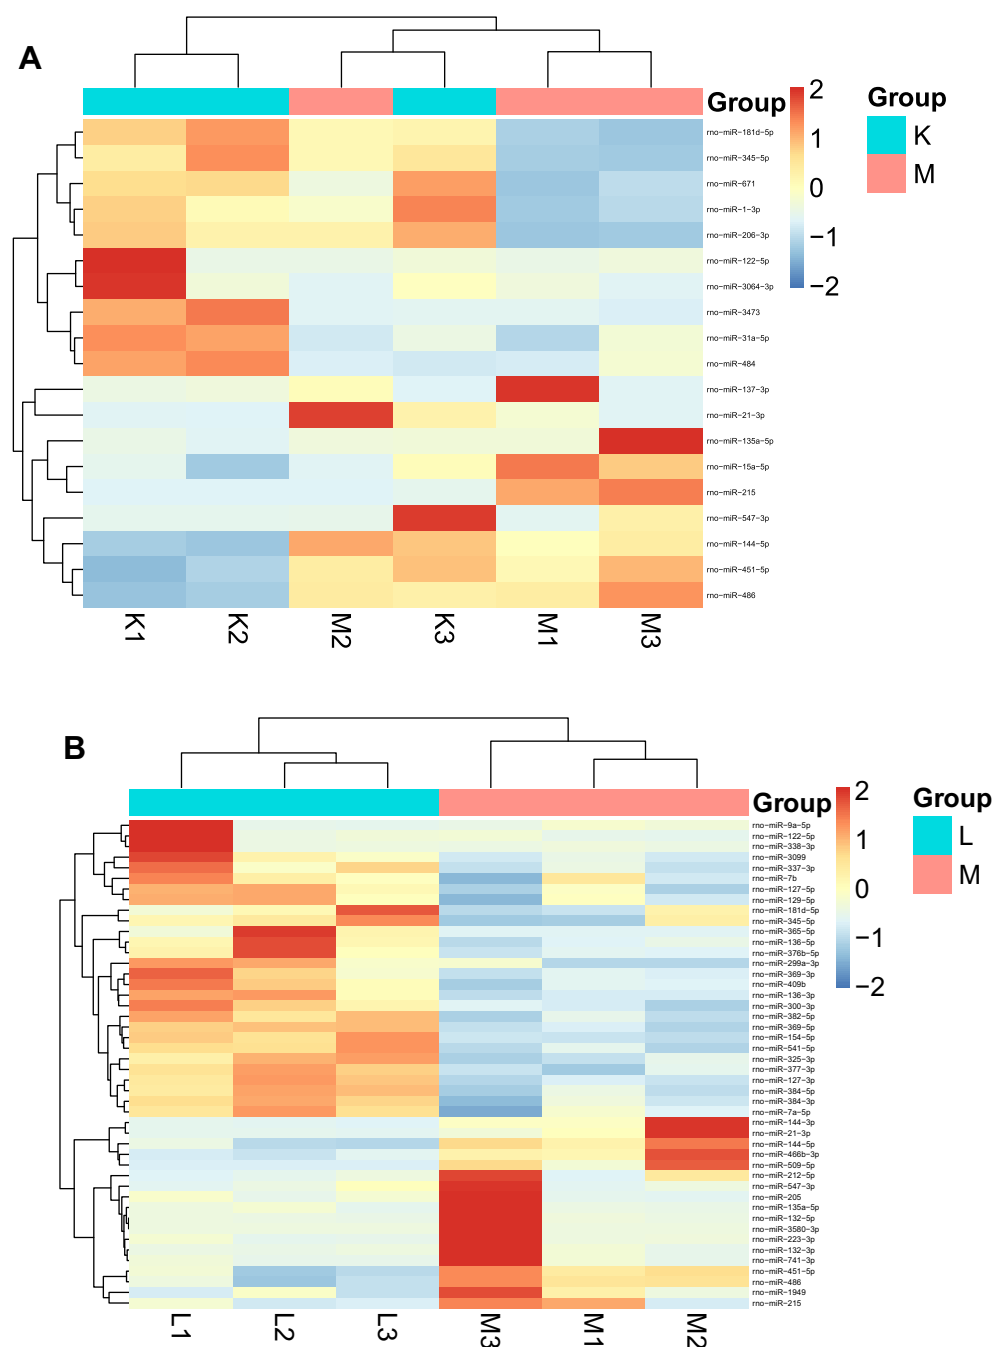 A
Group
2
1
0
−1
−2
Group
K
M
rno−miR−181d−5p
rno−miR−345−5p
rno−miR−671
rno−miR−1−3p
rno−miR−206−3p
rno−miR−122−5p
rno−miR−3064−3p
rno−miR−3473
rno−miR−31a−5p
rno−miR−484
rno−miR−137−3p
rno−miR−21−3p
rno−miR−135a−5p
rno−miR−15a−5p
rno−miR−215
rno−miR−547−3p
rno−miR−144−5p
rno−miR−451−5p
rno−miR−486
K1 K2 M2 K3 M1 M3
B
Group
2
1
0
−1
−2
Group
L
M
rno−miR−9a−5p
rno−miR−122−5p
rno−miR−338−3p
rno−miR−3099
rno−miR−337−3p
rno−miR−7b
rno−miR−127−5p
rno−miR−129−5p
rno−miR−181d−5p
rno−miR−345−5p
rno−miR−365−5p
rno−miR−136−5p
rno−miR−376b−5p
rno−miR−299a−3p
rno−miR−369−3p
rno−miR−409b
rno−miR−136−3p
rno−miR−300−3p
rno−miR−382−5p
rno−miR−369−5p
rno−miR−154−5p
rno−miR−541−5p
rno−miR−325−3p
rno−miR−377−3p
rno−miR−127−3p
rno−miR−384−5p
rno−miR−384−3p
rno−miR−7a−5p
rno−miR−144−3p
rno−miR−21−3p
rno−miR−144−5p
rno−miR−466b−3p
rno−miR−509−5p
rno−miR−212−5p
rno−miR−547−3p
rno−miR−205
rno−miR−135a−5p
rno−miR−132−5p
rno−miR−3580−3p
rno−miR−223−3p
rno−miR−132−3p
rno−miR−741−3p
rno−miR−451−5p
rno−miR−486
rno−miR−1949
rno−miR−215
L1 L2 L3 M3 M1 M2